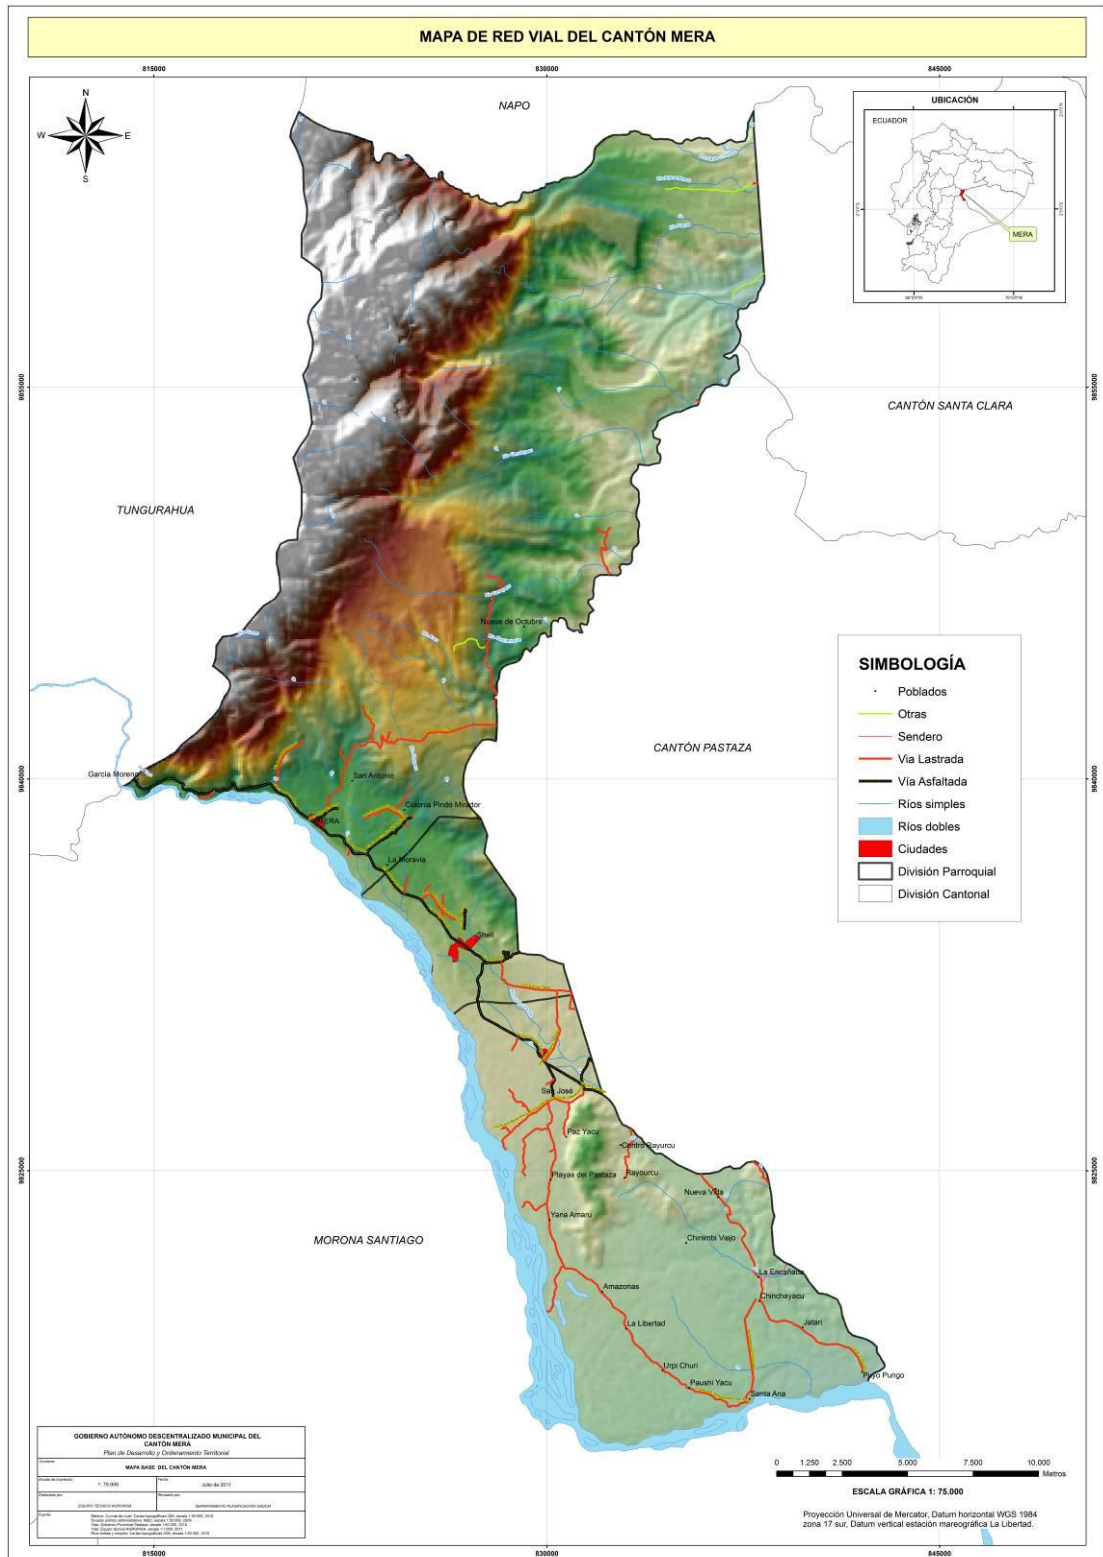 MAPA DE RED VIAL DEL CANTÓN MERA
815000
830000
845000
NAPO
N
W
E
S
UBICACIÓN
ECUADOR
MERA
9855000
9855000
CANTÓN SANTA CLARA
TUNGURAHUA
Nueve de Octubre
SIMBOLOGÍA
Poblados
Otras
Sendero
Via Lastrada
Vía Asfaltada
Ríos simples
Ríos dobles
Ciudades
División Parroquial
División Cantonal
CANTÓN PASTAZA
García Moreno
9840000
9840000
San Antonio
Colonia Pindo Mirador
MERA
La Moravia
Shell
San José
Paz Yacu
Centro Rayurcu
9825000
9825000
Playas del Pastaza
Rayourcu
Nueva Vida
Yana Amaru
MORONA SANTIAGO
Chinimbi Viejo
La Encañada
Amazonas
Chinchayacu
La Libertad
Jatari
Urpi Churi
Puyo Pungo
Paushi Yacu
Santa Ana
GOBIERNO AUTÓNOMO DESCENTRALIZADO MUNICIPAL DEL
CANTÓN MERA
Plan de Desarrollo y Ordenamiento Territorial
MAPA BASE DEL CANTÓN MERA
1: 75.000
Julio de 2011
0 1.250 2.500 5.000 7.500 10.000
Metros
ESCALA GRÁFICA 1: 75.000
Proyección Universal de Mercator, Datum horizontal WGS 1984
zona 17 sur, Datum vertical estación mareográfica La Libertad.
815000
830000
845000